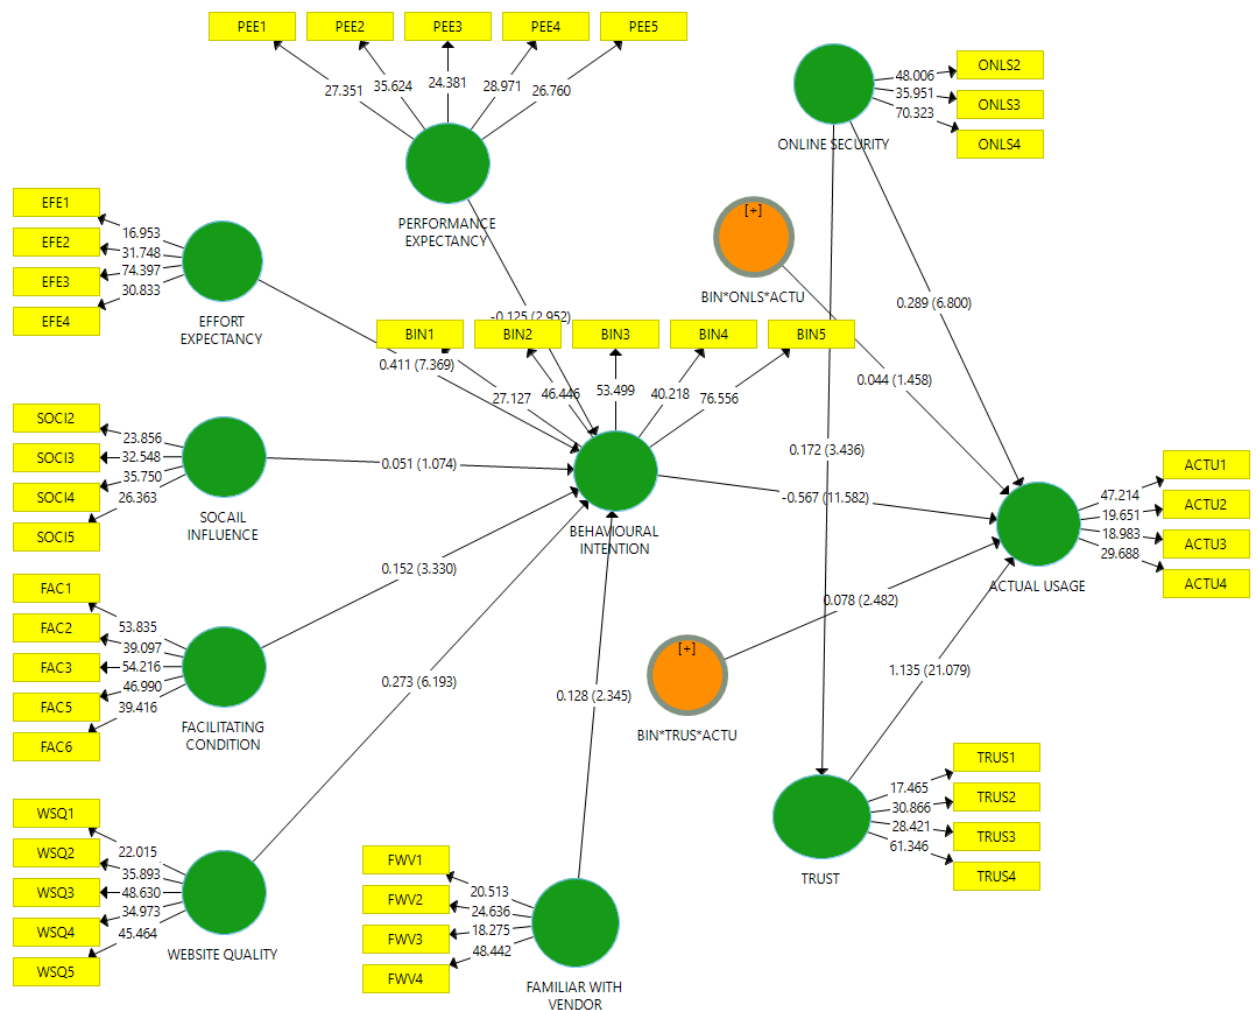 PEE1
PEE2
PEE3
PEE4
PEE5
27.351
35.624
24.381
28.971
26.760
PERFORMANCE
EXPECTANCY
ONLS2
ONLS3
ONLS4
48.006
35.951
70.323
ONLINE SECURITY
EFE1
EFE2
EFE3
EFE4
16.953
31.748
74.397
30.833
EFFORT
EXPECTANCY
[+]
BIN*ONLS*ACTU
-0.125 (2.952)
0.289 (6.800)
BIN1
BIN2
BIN3
BIN4
BIN5
0.411 (7.369)
27.127
46.446
53.499
40.218
76.556
0.044 (1.458)
SOCI2
SOCI3
SOCI4
SOCI5
23.856
32.548
35.750
26.363
SOCAIL
INFLUENCE
0.051 (1.074)
0.172 (3.436)
BEHAVIOURAL
INTENTION
-0.567 (11.582)
ACTU1
ACTU2
ACTU3
ACTU4
47.214
19.651
18.983
29.688
ACTUAL USAGE
FAC1
FAC2
FAC3
FAC5
FAC6
53.835
39.097
54.216
46.990
39.416
FACILITATING
CONDITION
0.152 (3.330)
0.078 (2.482)
[+]
BIN*TRUS*ACTU
0.273 (6.193)
0.128 (2.345)
1.135 (21.079)
WSQ1
WSQ2
WSQ3
WSQ4
WSQ5
22.015
35.893
48.630
34.973
45.464
WEBSITE QUALITY
FWV1
FWV2
FWV3
FWV4
20.513
24.636
18.275
48.442
FAMILIAR WITH
VENDOR
TRUS1
TRUS2
TRUS3
TRUS4
17.465
30.866
28.421
61.346
TRUST